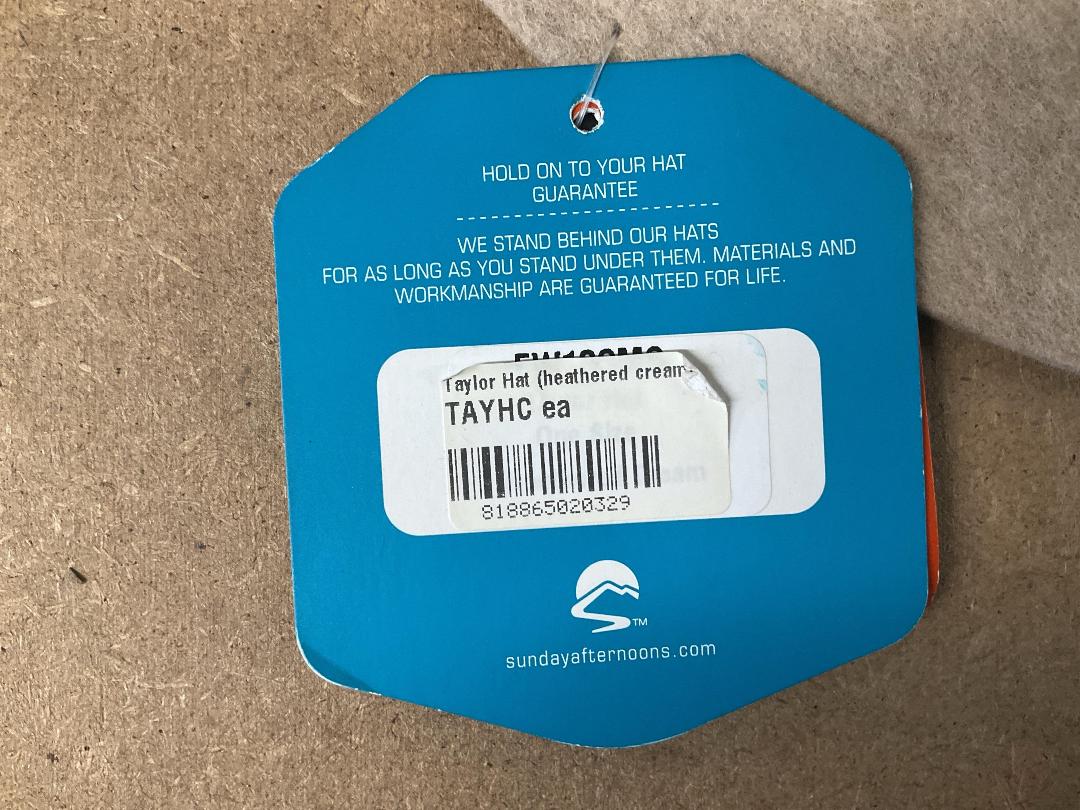 HOLD ON TO YOUR HAT
GUARANTEE
WE STAND BEHIND OUR HATS
FOR AS LONG AS YOU STAND UNDER THEM. MATERIALS AND
WORKMANSHIP ARE GUARANTEED FOR LIFE.
Taylor Hat (heathered cream
TAYHC ea
818865020329
TM
sundayafternoons.com